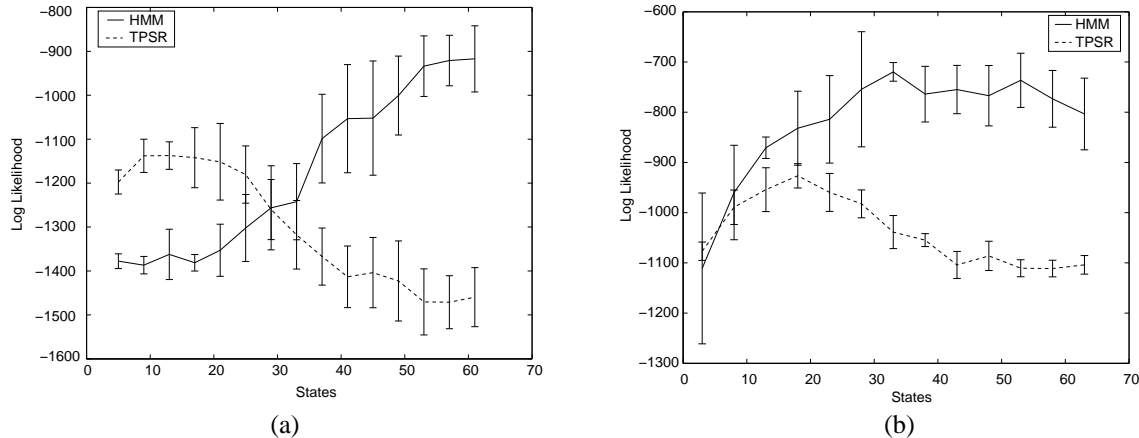 −800
HMM
TPSR
−900
−1000
−1100
−1200
−1300
−1400
−1500
−1600
Log Likelihood
0 10 20 30 40 50 60 70
States
(a)
−600
HMM
TPSR
−700
−800
−900
−1000
−1100
−1200
−1300
Log Likelihood
0 10 20 30 40 50 60 70
States
(b)